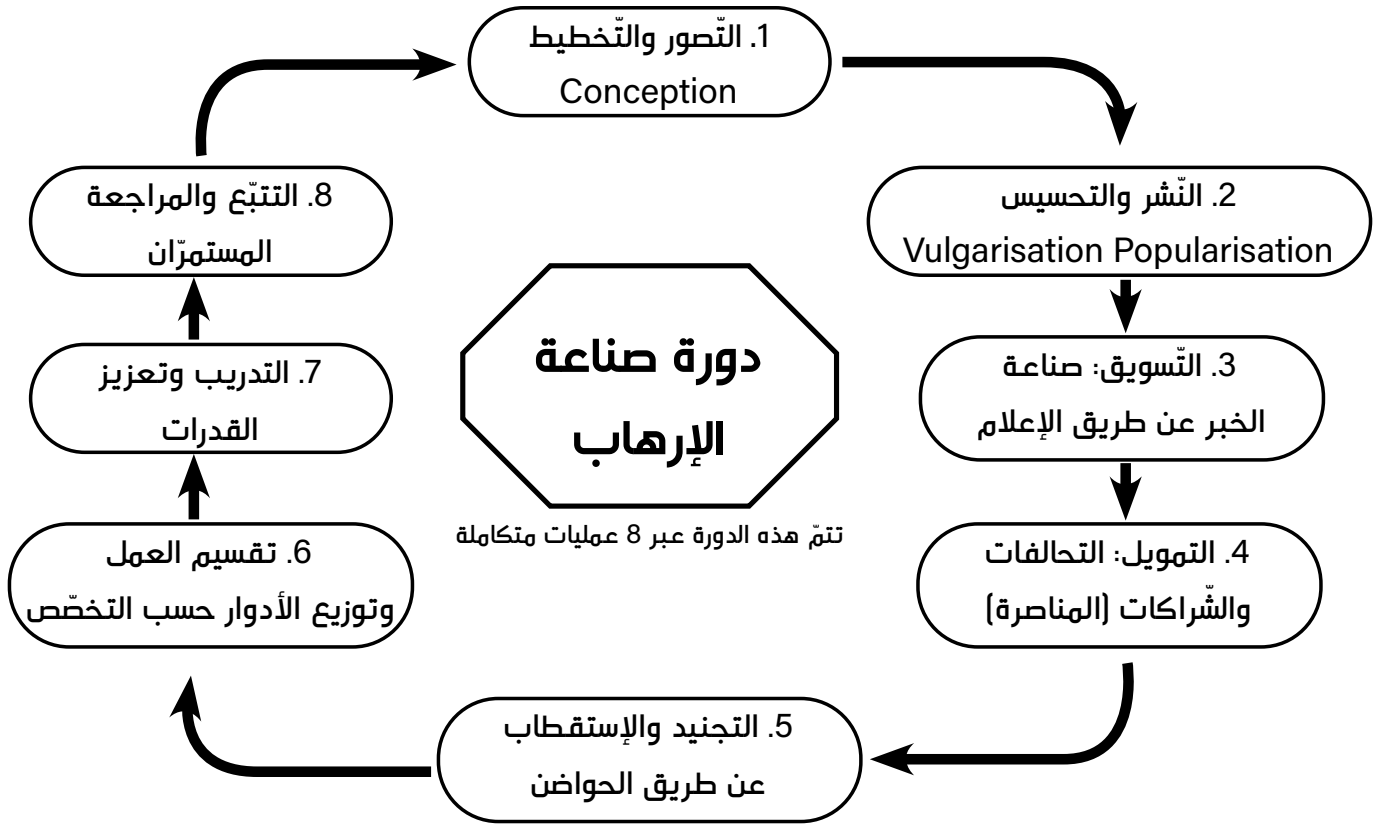 1. التّصور والتّخطيط
Conception
2. النّشر والتحسيس
Vulgarisation Popularisation
3. التّسويق: صناعة
الخبر عن طريق الإعلام
4. التمويل: التحالفات
والشّراكات (المناصرة)
5. التجنيد والإستقطاب
عن طريق الحواضن
6. تقسيم العمل
وتوزيع الأدوار حسب التخصّص
7. التدريب وتعزيز
القدرات
8. التتبّع والمراجعة
المستمرّان
دورة صناعة
الإرهاب
تتمّ هذه الدورة عبر 8 عمليات متكاملة